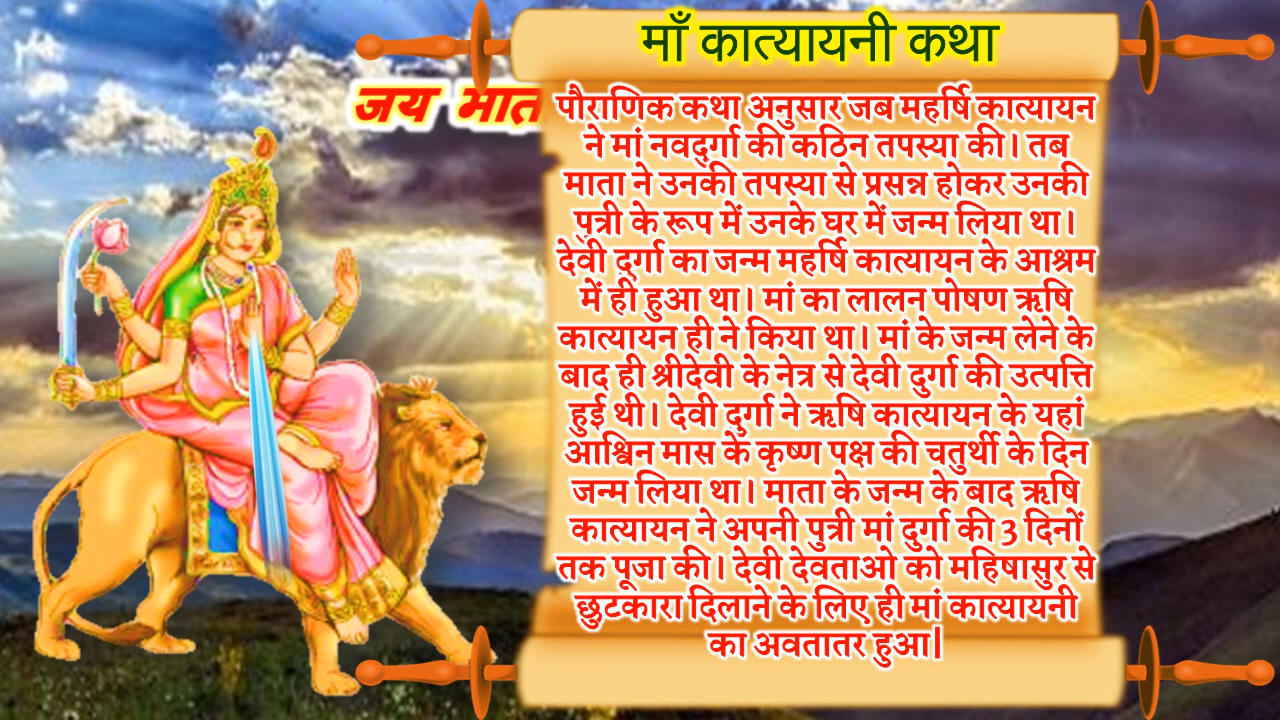 माँ कात्यायनी कथा
जय
पौराणिक कथा अनुसार जब महर्षि कात्यायन
ने मां नवदुर्गा की कठिन तपस्या की। तब
माता ने उनकी तपस्या से प्रसन्न होकर उनकी
पुत्री के रूप में उनके घर में जन्म लिया था।
देवी दुर्गा का जन्म महर्षि कात्यायन के आश्रम
में ही हुआ था। मां का लालन पोषण ऋषि
कात्यायन ही ने किया था। मां के जन्म लेने के
बाद ही श्रीदेवी के नेत्र से देवी दुर्गा की उत्पत्ति
हुई थी। देवी दुर्गा ने ऋषि कात्यायन के यहां
आश्विन मास के कृष्ण पक्ष की चतुर्थी के दिन
जन्म लिया था। माता के जन्म के बाद ऋषि
कात्यायन ने अपनी पुत्री मां दुर्गा की 3 दिनों
तक पूजा की। देवी देवताओ को महिषासुर से
छुटकारा दिलाने के लिए ही मां कात्यायनी
का अवतातर हुआ|